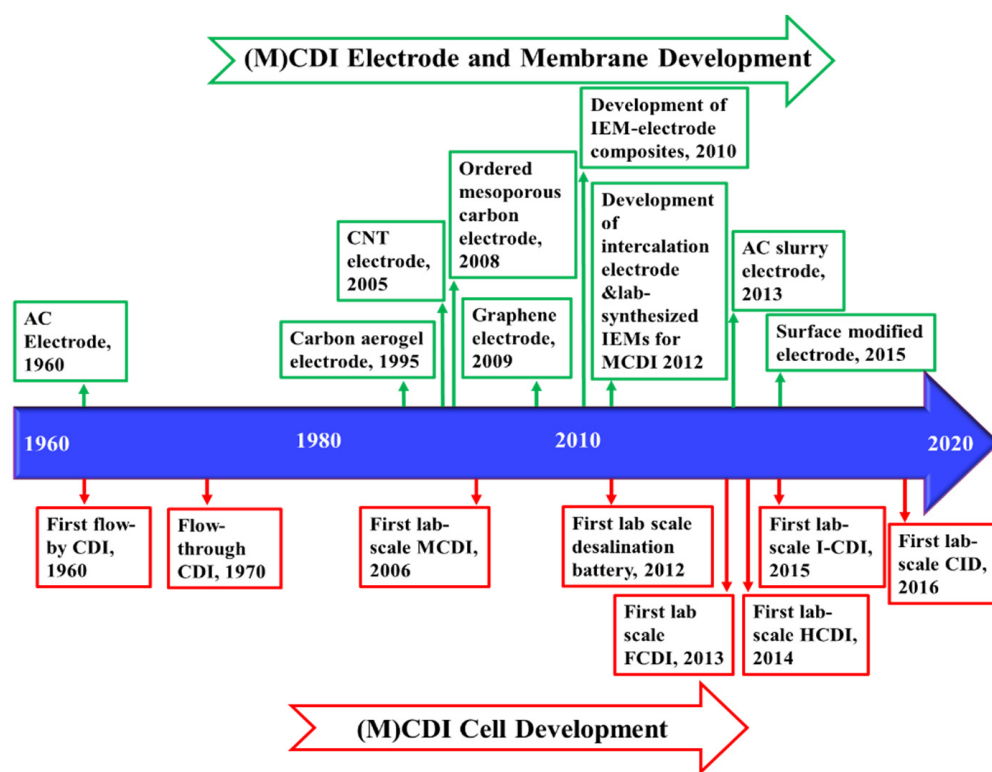 (M)CDI Electrode and Membrane Development
Development of
IEM-electrode
composites, 2010
Ordered
mesoporous
carbon
electrode,
2008
Development
of
intercalation
electrode
&lab-
synthesized
IEMs for
MCDI 2012
CNT
electrode,
2005
AC slurry
electrode,
2013
AC
Electrode,
1960
Carbon aerogel
electrode, 1995
Graphene
electrode,
2009
Surface modified
electrode, 2015
1960
1980
2010
2020
First flow-
by CDI,
1960
Flow-
through
CDI, 1970
First lab-
scale MCDI,
2006
First lab scale
desalination
battery, 2012
First lab-
scale I-CDI,
2015
First lab-
scale CID,
2016
First lab
scale
FCDI, 2013
First lab-
scale HCDI,
2014
(M)CDI Cell Development